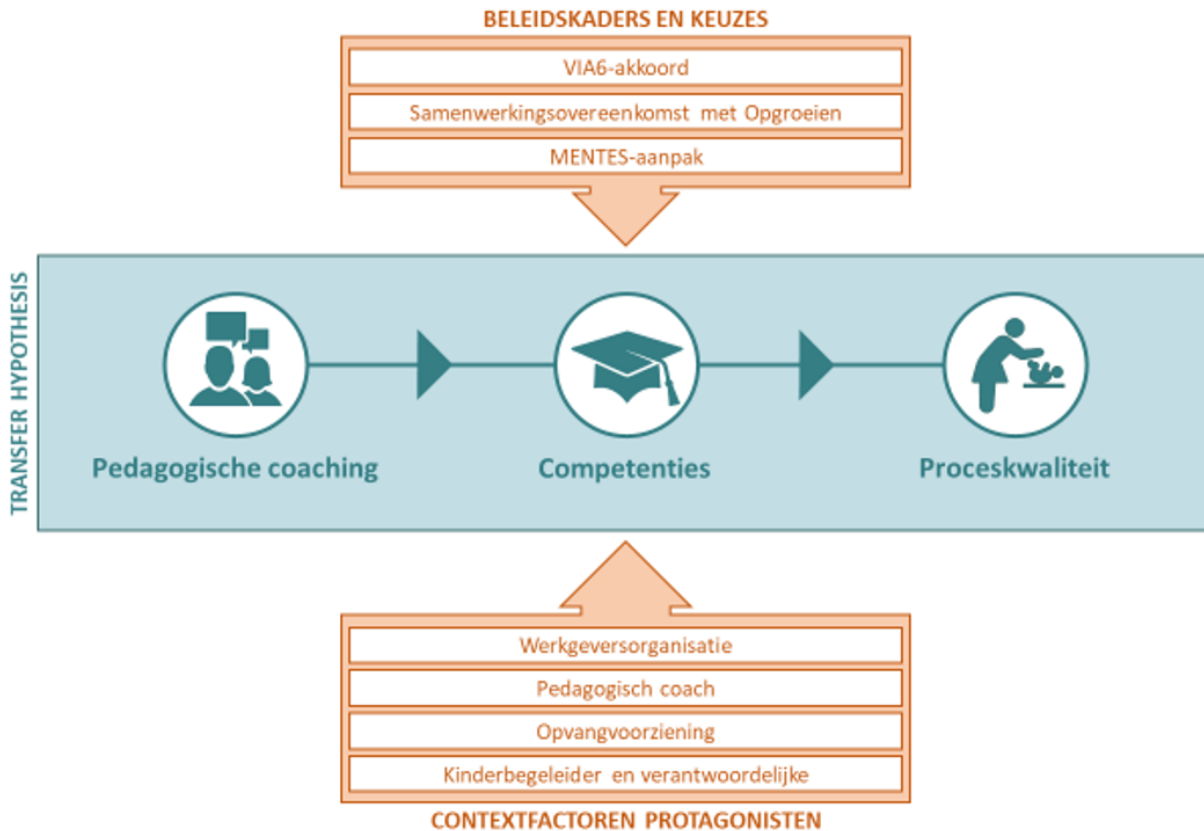 BELEIDSKADERS EN KEUZES
VIA6-akkoord
Samenwerkingsovereenkomst met Opgroeien
MENTES-aanpak
TRANSFER HYPOTHESIS
Pedagogische coaching
Competenties
Proceskwaliteit
Werkgeversorganisatie
Pedagogisch coach
Opvangvoorziening
Kinderbegeleider en verantwoordelijke
CONTEXTFACTOREN PROTAGONISTEN